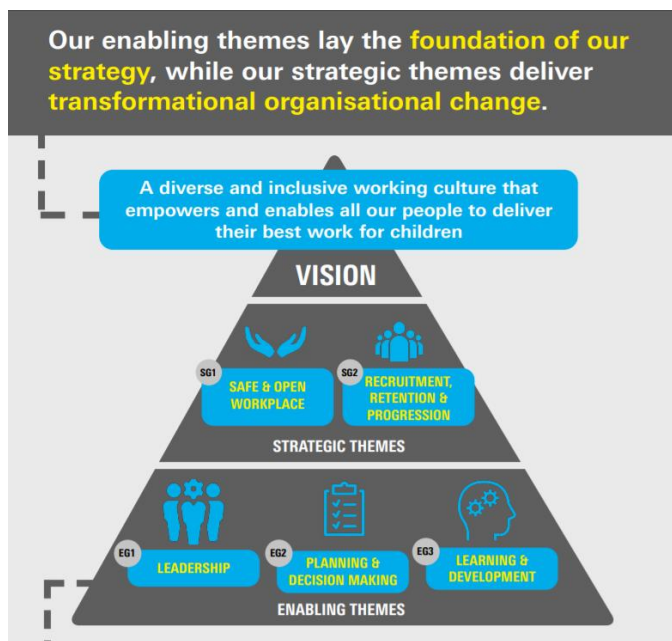 Our enabling themes lay the foundation of our
strategy, while our strategic themes deliver
transformational organisational change.
A diverse and inclusive working culture that
empowers and enables all our people to deliver
their best work for children
VISION
SG1
SAFE & OPEN
WORKPLACE
SG2
RECRUITMENT,
RETENTION &
PROGRESSION
STRATEGIC THEMES
EG1
LEADERSHIP
EG2
PLANNING &
DECISION MAKING
EG3
LEARNING &
DEVELOPMENT
ENABLING THEMES